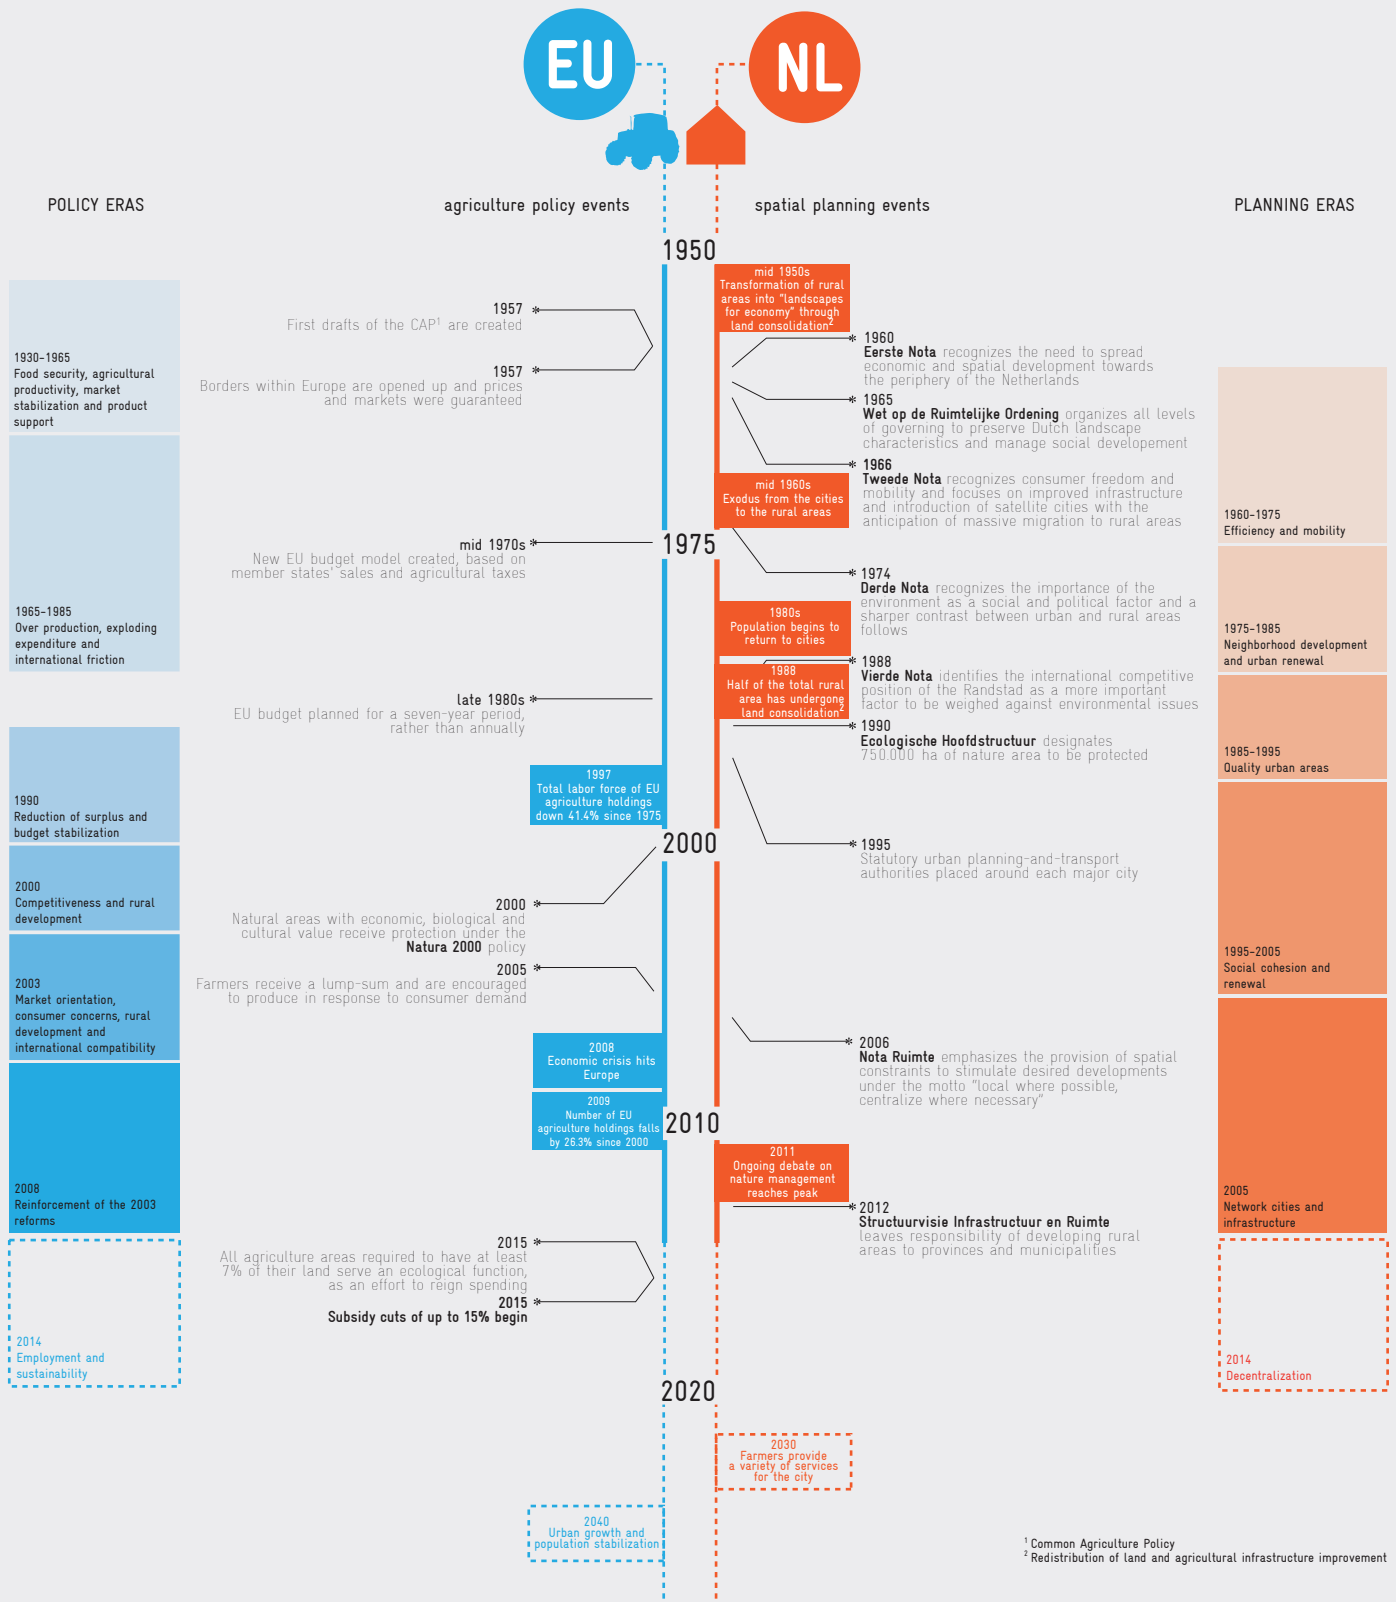 EU
NL
POLICY ERAS
agriculture policy events
spatial planning events
PLANNING ERAS
1950
1930-1965
Food security, agricultural
productivity, market
stabilization and product
support
1965-1985
Over production, exploding
expenditure and
international friction
1990
Reduction of surplus and
budget stabilization
2000
Competitiveness and rural
development
2003
Market orientation,
consumer concerns, rural
development and
international compatibility
2008
Reinforcement of the 2003
reforms
2014
Employment and
sustainability
1957 *
First drafts of the CAP¹ are created
1957 *
Borders within Europe are opened up and prices
and markets were guaranteed
mid 1970s *
New EU budget model created, based on
member states' sales and agricultural taxes
late 1980s *
EU budget planned for a seven-year period,
rather than annually
1997
Total labor force of EU
agriculture holdings
down 41.4% since 1975
2000 *
Natural areas with economic, biological and
cultural value receive protection under the
Natura 2000 policy
2005 *
Farmers receive a lump-sum and are encouraged
to produce in response to consumer demand
2008
Economic crisis hits
Europe
2009
Number of EU
agriculture holdings falls
by 26.3% since 2000
2015 *
All agriculture areas required to have at least
7% of their land serve an ecological function,
as an effort to reign spending
2015 *
Subsidy cuts of up to 15% begin
2040
Urban growth and
population stabilization
1975
2000
2010
2020
mid 1950s
Transformation of rural
areas into "landscapes
for economy" through
land consolidation²
* 1960
Eerste Nota recognizes the need to spread
economic and spatial development towards
the periphery of the Netherlands
* 1965
Wet op de Ruimtelijke Ordening organizes all levels
of governing to preserve Dutch landscape
characteristics and manage social developement
* 1966
Tweede Nota recognizes consumer freedom and
mobility and focuses on improved infrastructure
and introduction of satellite cities with the
anticipation of massive migration to rural areas
mid 1960s
Exodus from the cities
to the rural areas
* 1974
Derde Nota recognizes the importance of the
environment as a social and political factor and a
sharper contrast between urban and rural areas
follows
1980s
Population begins to
return to cities
* 1988
Vierde Nota identifies the international competitive
position of the Randstad as a more important
factor to be weighed against environmental issues
1988
Half of the total rural
area has undergone
land consolidation²
* 1990
Ecologische Hoofdstructuur designates
750.000 ha of nature area to be protected
* 1995
Statutory urban planning-and-transport
authorities placed around each major city
* 2006
Nota Ruimte emphasizes the provision of spatial
constraints to stimulate desired developments
under the motto "local where possible,
centralize where necessary"
2011
Ongoing debate on
nature management
reaches peak
* 2012
Structuurvisie Infrastructuur en Ruimte
leaves responsibility of developing rural
areas to provinces and municipalities
2030
Farmers provide
a variety of services
for the city
1960-1975
Efficiency and mobility
1975-1985
Neighborhood development
and urban renewal
1985-1995
Quality urban areas
1995-2005
Social cohesion and
renewal
2005
Network cities and
infrastructure
2014
Decentralization
¹ Common Agriculture Policy
² Redistribution of land and agricultural infrastructure improvement